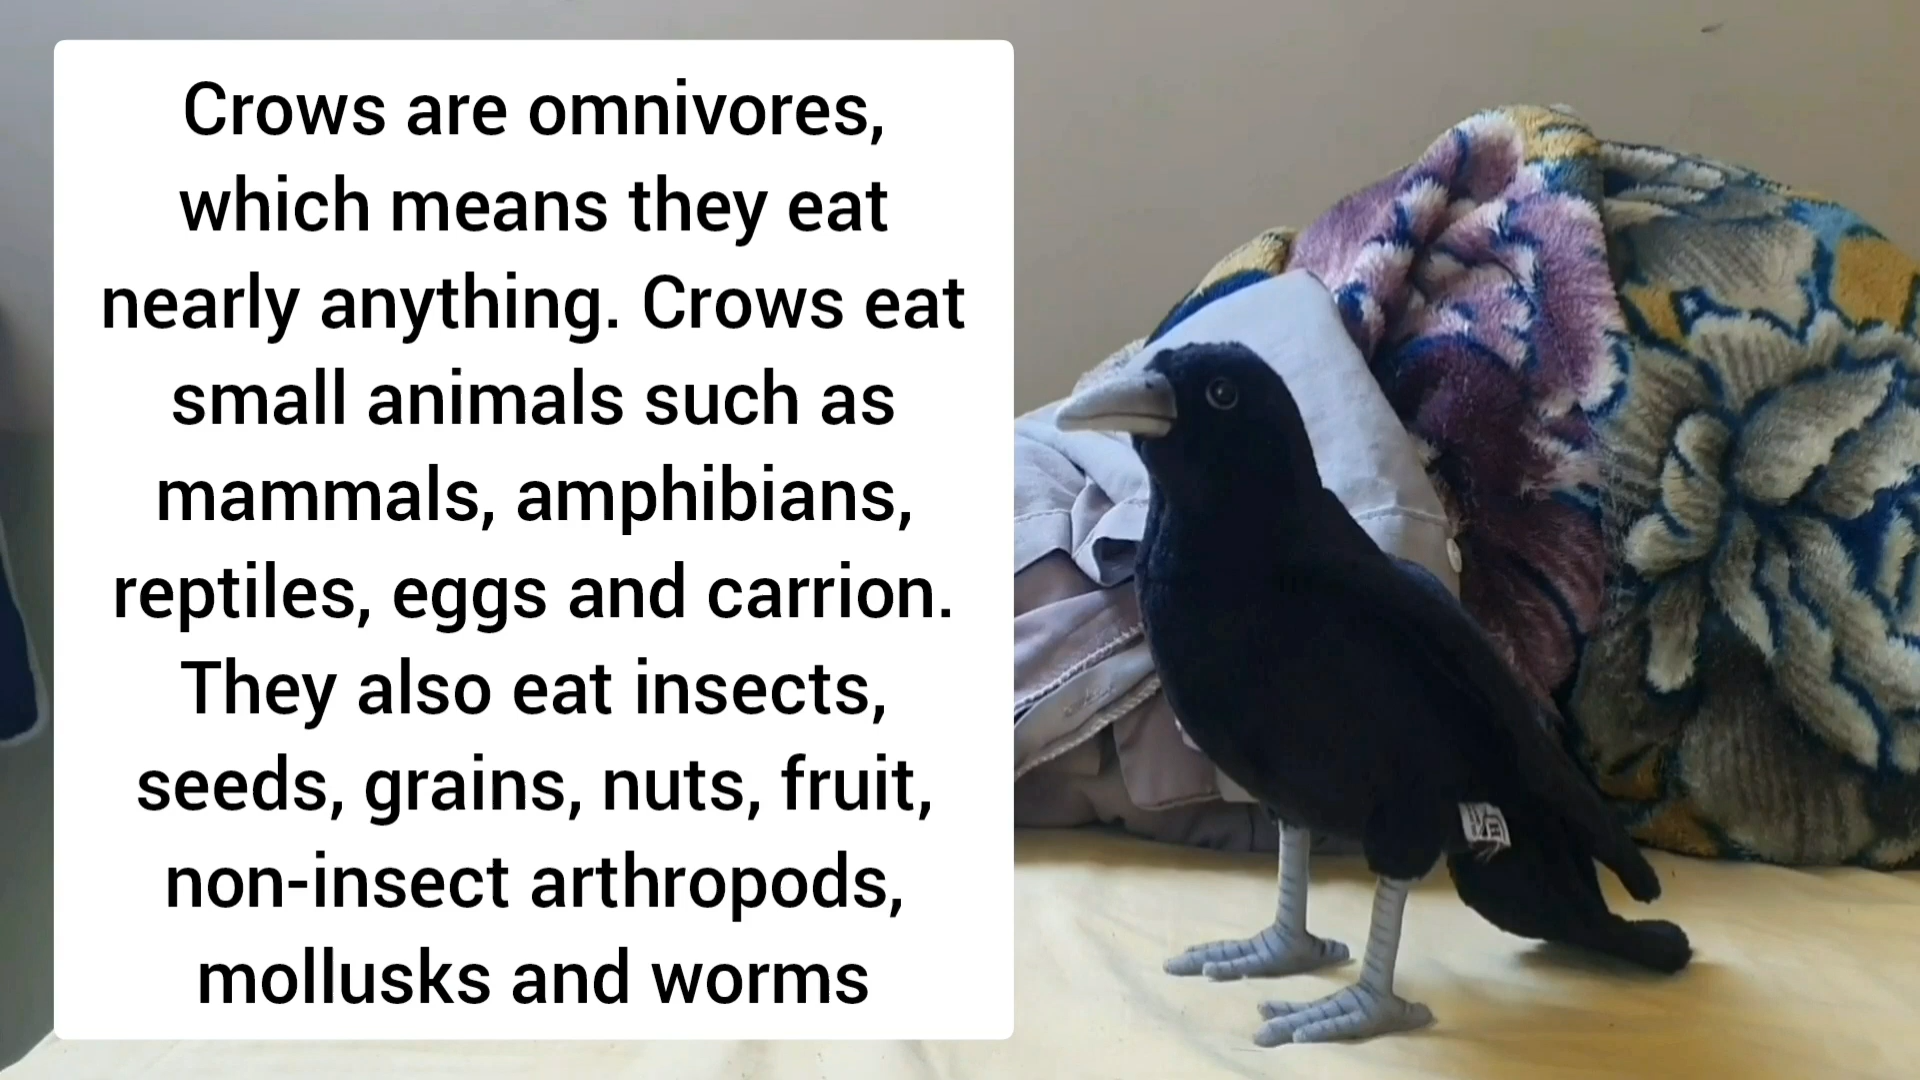 Crows are omnivores,
which means they eat
nearly anything. Crows eat
small animals such as
mammals, amphibians,
reptiles, eggs and carrion.
They also eat insects,
seeds, grains, nuts, fruit,
non-insect arthropods,
mollusks and worms